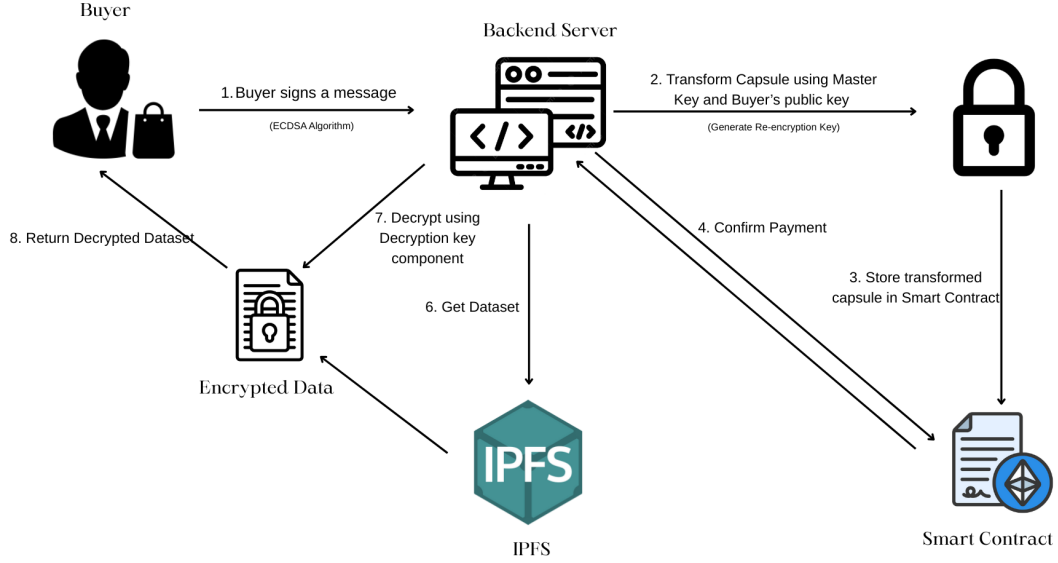 Buyer
Backend Server
1. Buyer signs a message
(ECDSA Algorithm)
2. Transform Capsule using Master
Key and Buyer's public key
(Generate Re-encryption Key)
</>
</>
7. Decrypt using
Decryption key
component
4. Confirm Payment
8. Return Decrypted Dataset
3. Store transformed
capsule in Smart Contract
6. Get Dataset
Encrypted Data
IPFS
IPFS
Smart Contract